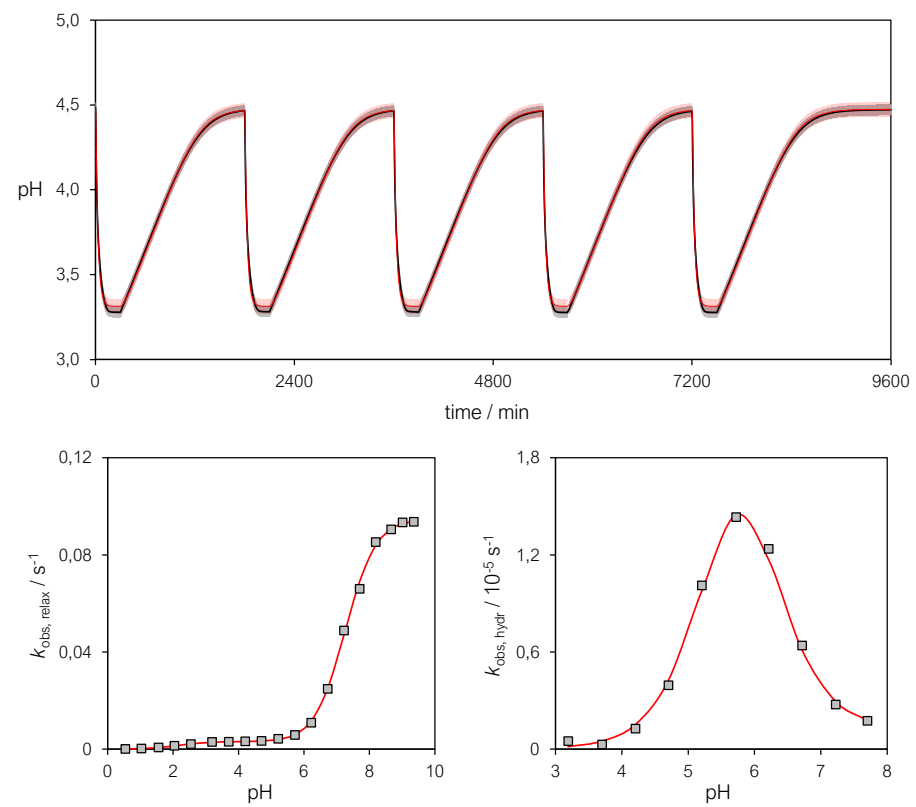 5,0
4,5
4,0
3,5
3,0
pH
0 2400 4800 7200 9600
time / min
0,12
0,08
0,04
0
k_obs, relax / s⁻¹
0 2 4 6 8 10
pH
1,8
1,2
0,6
0
k_obs, hydr / 10⁻⁵ s⁻¹
3 4 5 6 7 8
pH